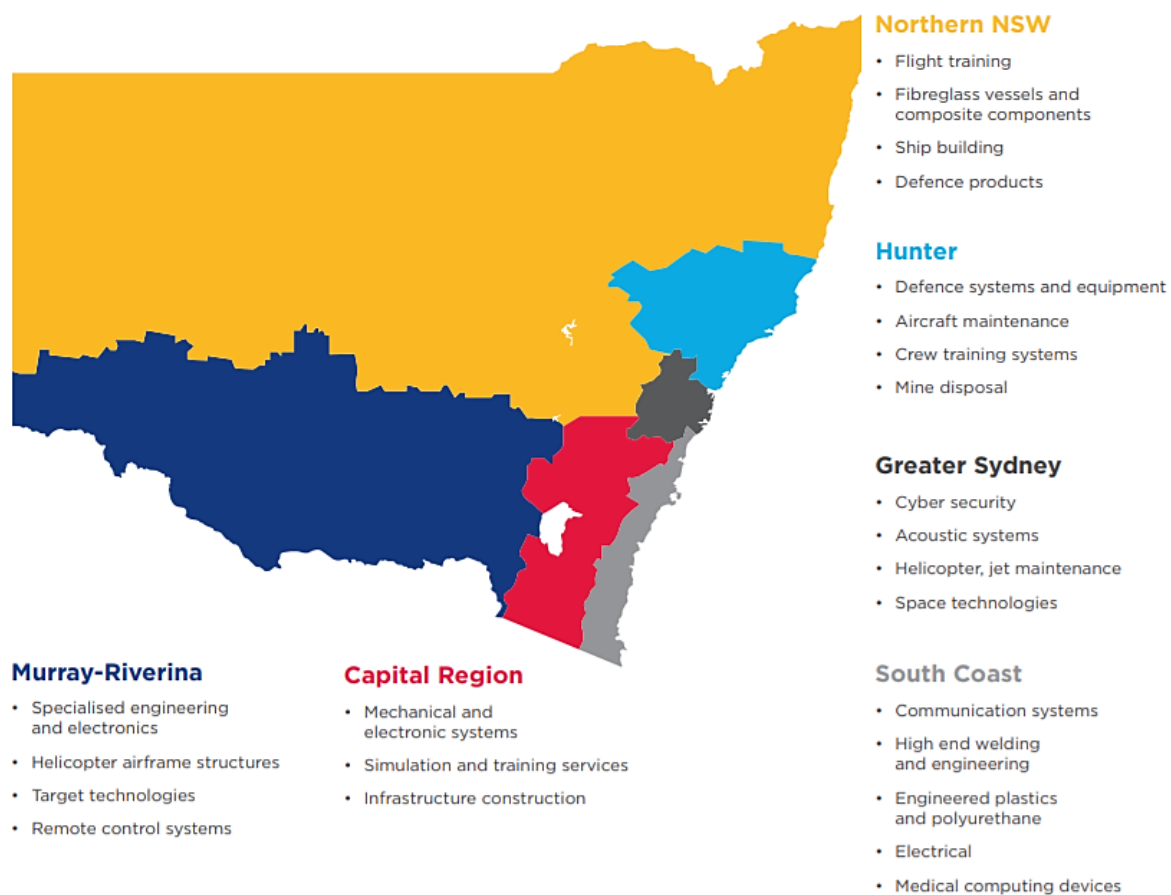 Northern NSW
• Flight training
• Fibreglass vessels and
composite components
• Ship building
• Defence products
Hunter
• Defence systems and equipment
• Aircraft maintenance
• Crew training systems
• Mine disposal
Greater Sydney
• Cyber security
• Acoustic systems
• Helicopter, jet maintenance
• Space technologies
Murray-Riverina
• Specialised engineering
and electronics
• Helicopter airframe structures
• Target technologies
• Remote control systems
Capital Region
• Mechanical and
electronic systems
• Simulation and training services
• Infrastructure construction
South Coast
• Communication systems
• High end welding
and engineering
• Engineered plastics
and polyurethane
• Electrical
• Medical computing devices